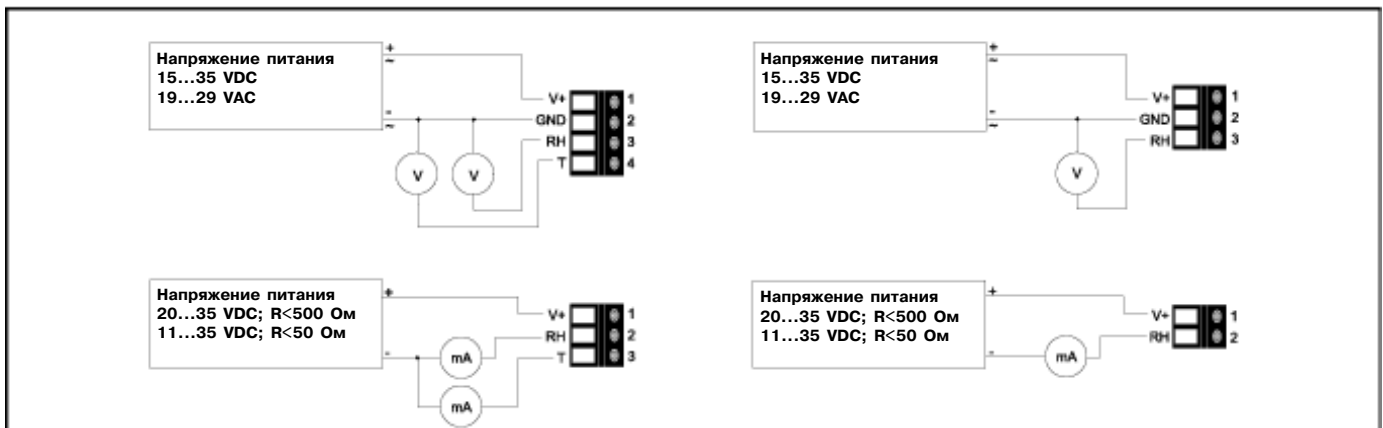 Напряжение питания
15...35 VDC
19...29 VAC
+
~
-
~
V+ 1
GND 2
RH 3
T 4
V V
Напряжение питания
15...35 VDC
19...29 VAC
+
~
-
~
V+ 1
GND 2
RH 3
V
Напряжение питания
20...35 VDC; R<500 Ом
11...35 VDC; R<50 Ом
+
-
V+ 1
RH 2
T 3
mA
mA
Напряжение питания
20...35 VDC; R<500 Ом
11...35 VDC; R<50 Ом
+
-
V+ 1
RH 2
mA